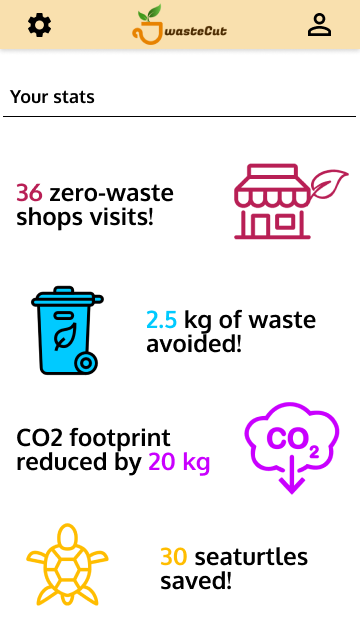 wasteCut
Your stats
36 zero-waste
shops visits!
2.5 kg of waste
avoided!
CO2 footprint
reduced by 20 kg
CO2
30 seaturtles
saved!